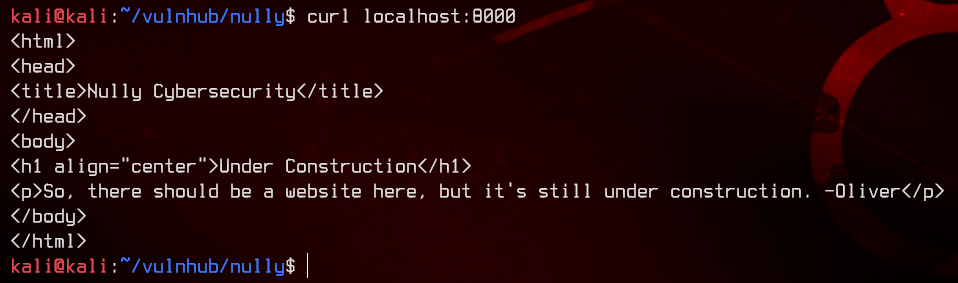 kali@kali:~/vulnhub/nully$ curl localhost:8000
<html>
<head>
<title>Nully Cybersecurity</title>
</head>
<body>
<h1 align="center">Under Construction</h1>
<p>So, there should be a website here, but it's still under construction. -Oliver</p>
</body>
</html>
kali@kali:~/vulnhub/nully$